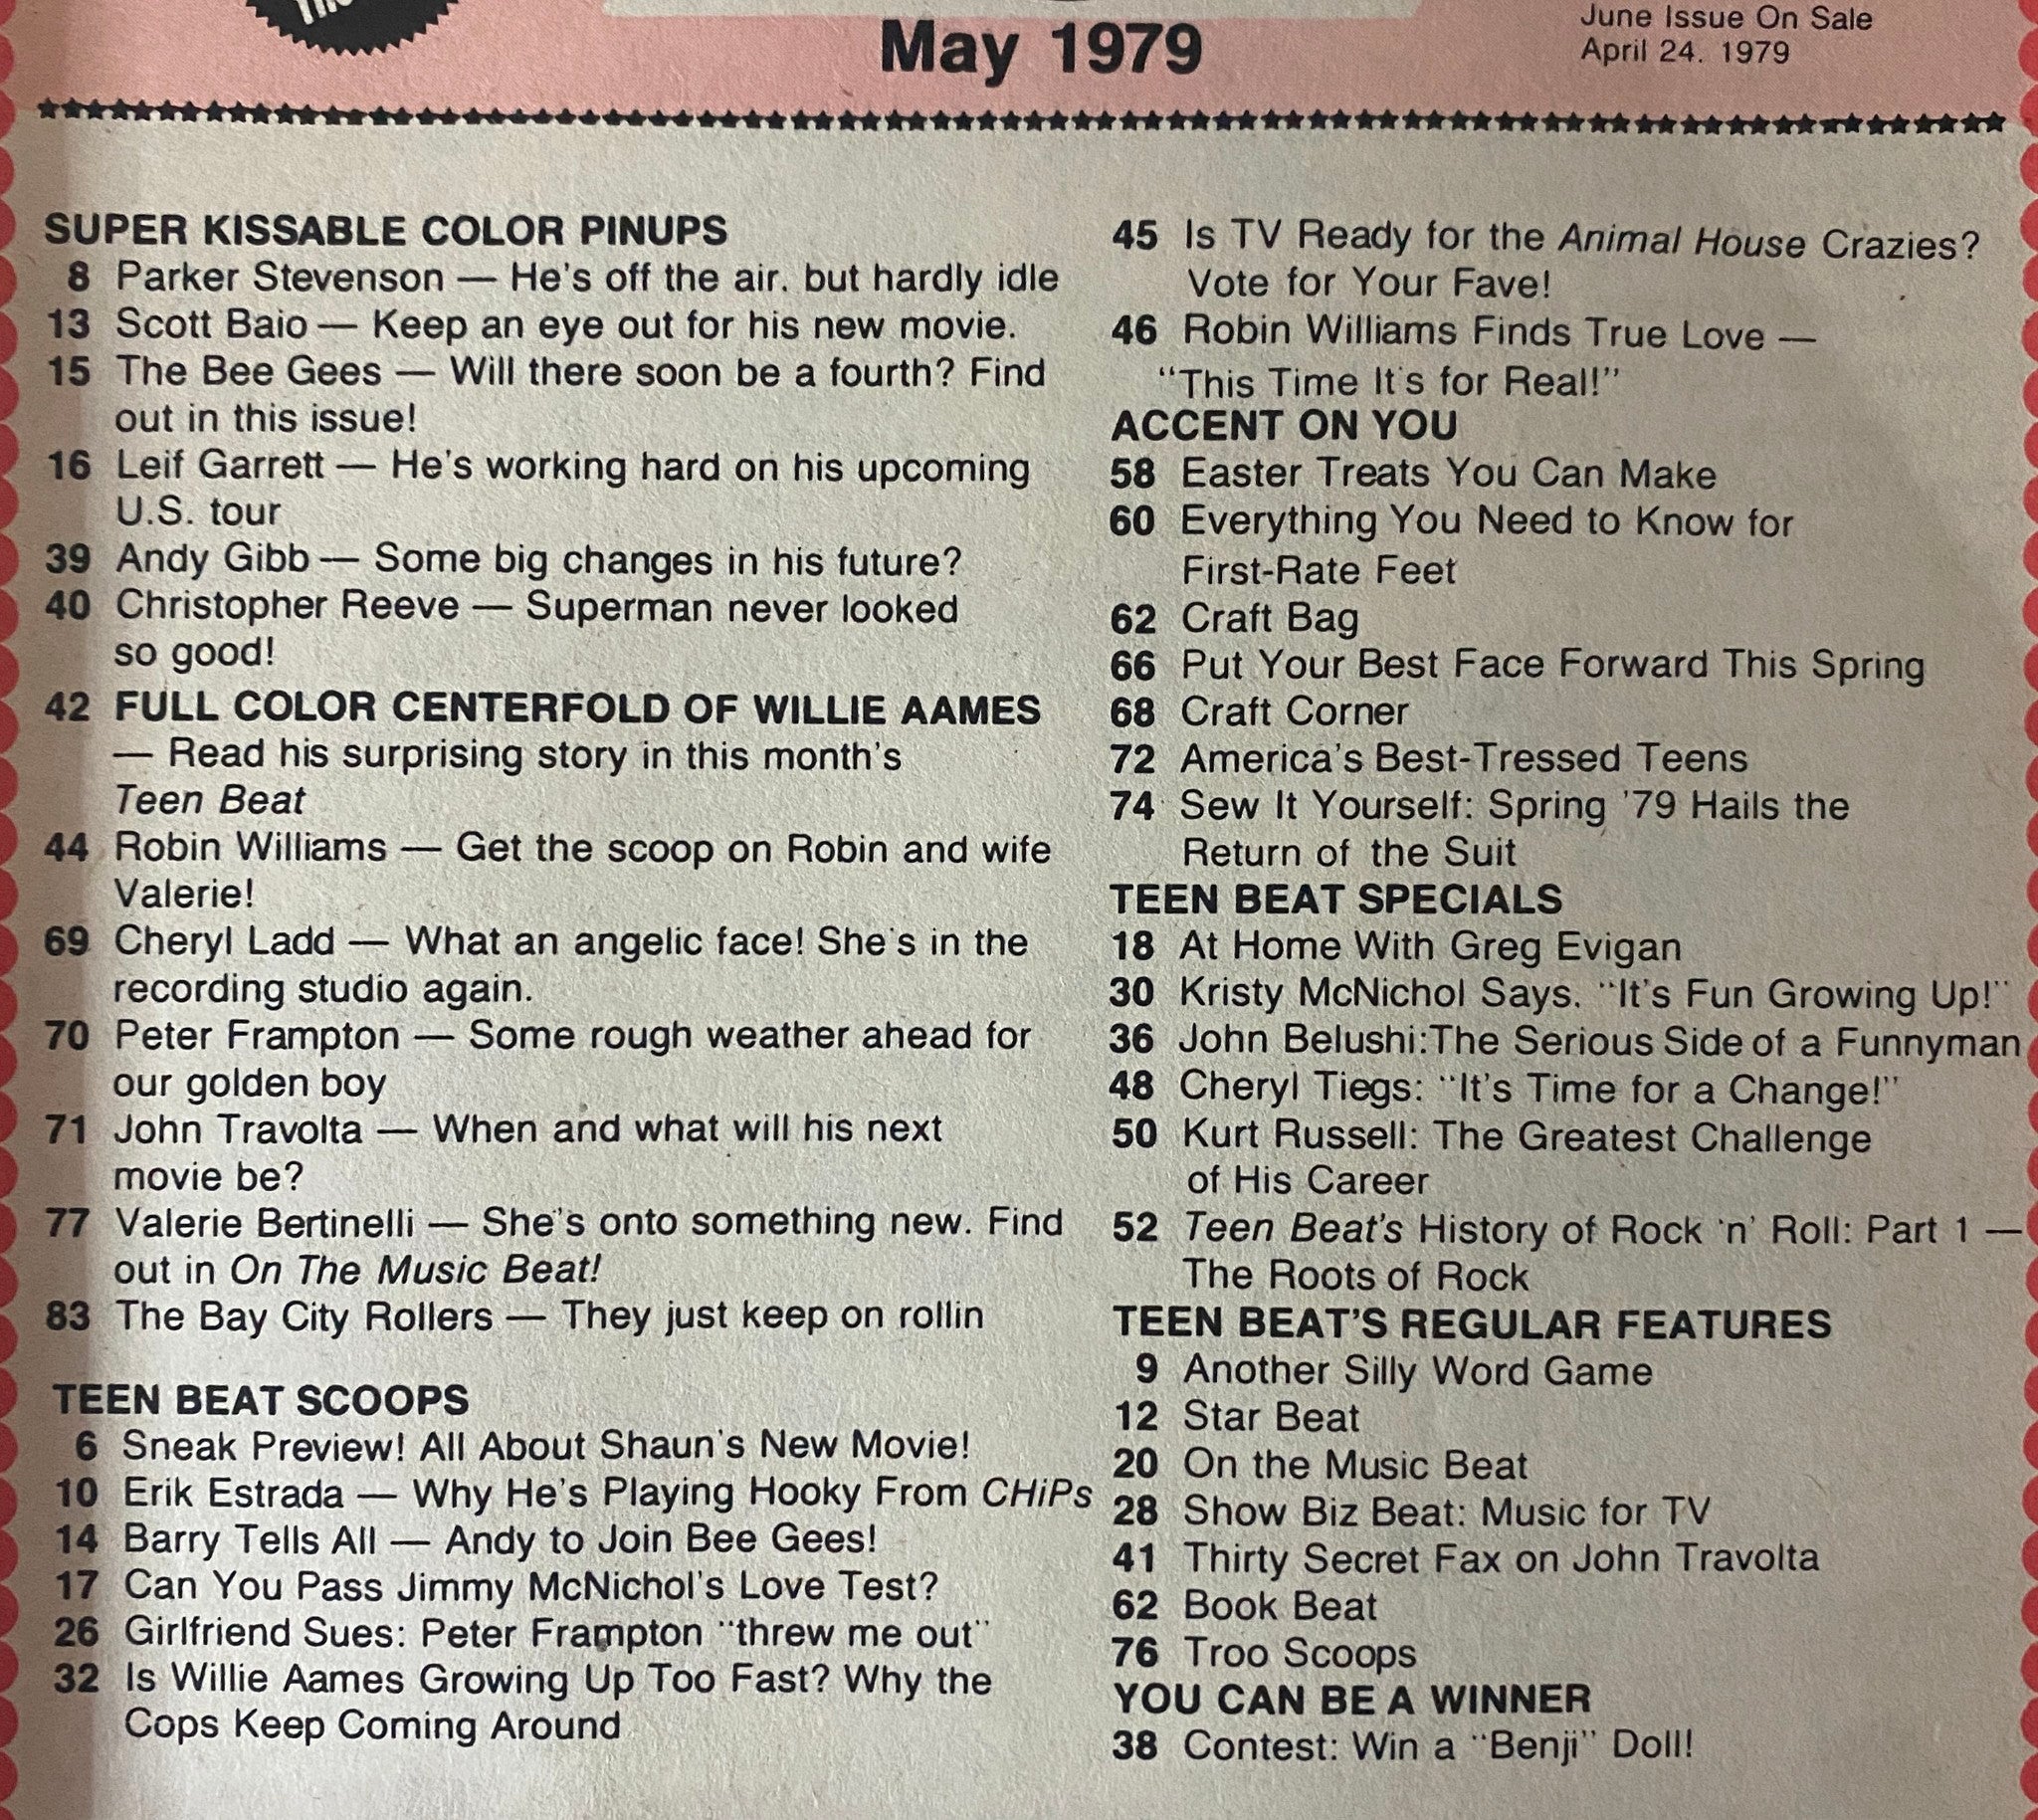 May 1979
June Issue On Sale
April 24. 1979
SUPER KISSABLE COLOR PINUPS
8 Parker Stevenson — He's off the air. but hardly idle
13 Scott Baio — Keep an eye out for his new movie.
15 The Bee Gees — Will there soon be a fourth? Find
out in this issue!
16 Leif Garrett — He's working hard on his upcoming
U.S. tour
39 Andy Gibb — Some big changes in his future?
40 Christopher Reeve — Superman never looked
so good!
42 FULL COLOR CENTERFOLD OF WILLIE AAMES
— Read his surprising story in this month's
Teen Beat
44 Robin Williams — Get the scoop on Robin and wife
Valerie!
69 Cheryl Ladd — What an angelic face! She's in the
recording studio again.
70 Peter Frampton — Some rough weather ahead for
our golden boy
71 John Travolta — When and what will his next
movie be?
77 Valerie Bertinelli — She's onto something new. Find
out in On The Music Beat!
83 The Bay City Rollers — They just keep on rollin
TEEN BEAT SCOOPS
6 Sneak Preview! All About Shaun's New Movie!
10 Erik Estrada — Why He's Playing Hooky From CHiPs
14 Barry Tells All — Andy to Join Bee Gees!
17 Can You Pass Jimmy McNichol's Love Test?
26 Girlfriend Sues: Peter Frampton "threw me out"
32 Is Willie Aames Growing Up Too Fast? Why the
Cops Keep Coming Around
45 Is TV Ready for the Animal House Crazies?
Vote for Your Fave!
46 Robin Williams Finds True Love —
"This Time It's for Real!"
ACCENT ON YOU
58 Easter Treats You Can Make
60 Everything You Need to Know for
First-Rate Feet
62 Craft Bag
66 Put Your Best Face Forward This Spring
68 Craft Corner
72 America's Best-Tressed Teens
74 Sew It Yourself: Spring '79 Hails the
Return of the Suit
TEEN BEAT SPECIALS
18 At Home With Greg Evigan
30 Kristy McNichol Says. "It's Fun Growing Up!"
36 John Belushi:The Serious Side of a Funnyman
48 Cheryl Tiegs: "It's Time for a Change!"
50 Kurt Russell: The Greatest Challenge
of His Career
52 Teen Beat's History of Rock 'n' Roll: Part 1 —
The Roots of Rock
TEEN BEAT'S REGULAR FEATURES
9 Another Silly Word Game
12 Star Beat
20 On the Music Beat
28 Show Biz Beat: Music for TV
41 Thirty Secret Fax on John Travolta
62 Book Beat
76 Troo Scoops
YOU CAN BE A WINNER
38 Contest: Win a "Benji" Doll!